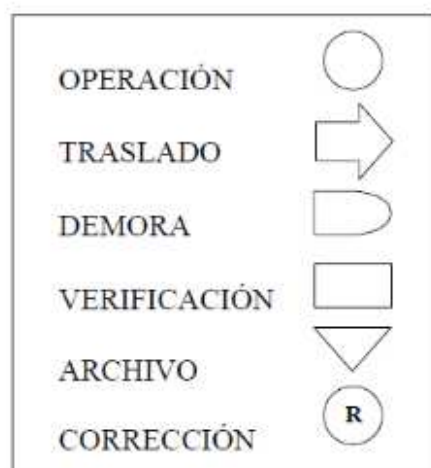 OPERACIÓN
TRASLADO
DEMORA
VERIFICACIÓN
ARCHIVO
R
CORRECCIÓN